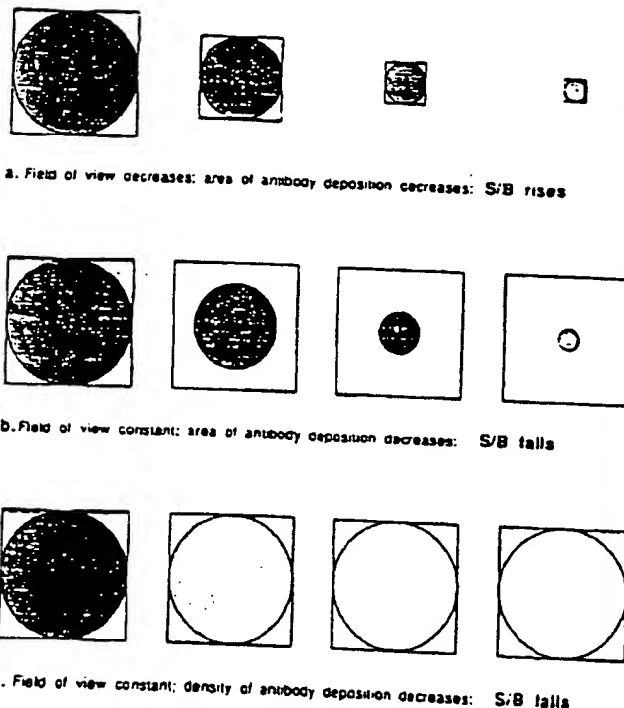 a. Field of view decreases; area of antibody deposition decreases: S/B rises
b. Field of view constant; area of antibody deposition decreases: S/B falls
. Field of view constant; density of antibody deposition decreases: S/B falls